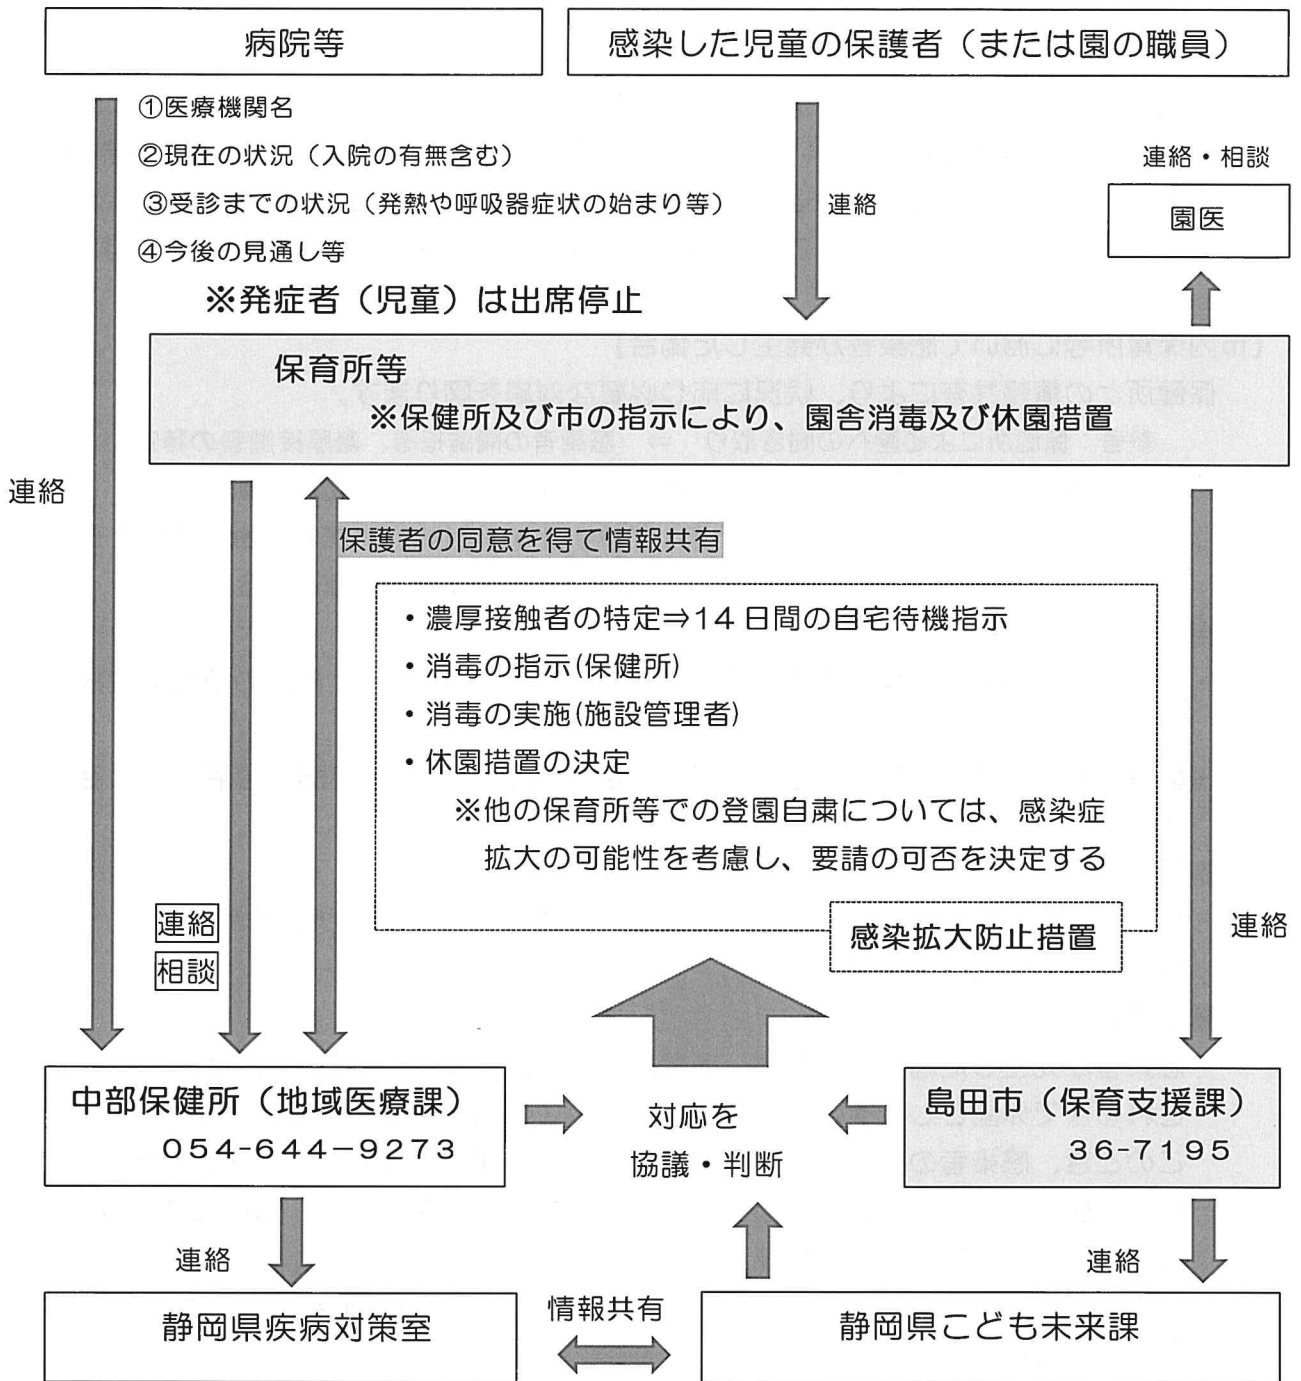 病院等
感染した児童の保護者（または園の職員）
①医療機関名
②現在の状況（入院の有無含む）
③受診までの状況（発熱や呼吸器症状の始まり等）
④今後の見通し等
連絡
連絡・相談
園医
※発症者（児童）は出席停止
保育所等
※保健所及び市の指示により、園舎消毒及び休園措置
連絡
保護者の同意を得て情報共有
・濃厚接触者の特定⇒14日間の自宅待機指示
・消毒の指示(保健所)
・消毒の実施(施設管理者)
・休園措置の決定
※他の保育所等での登園自粛については、感染症
拡大の可能性を考慮し、要請の可否を決定する
感染拡大防止措置
連絡
相談
連絡
中部保健所（地域医療課）
054-644－9273
対応を
協議・判断
島田市（保育支援課）
36-7195
連絡
連絡
静岡県疾病対策室
情報共有
静岡県こども未来課